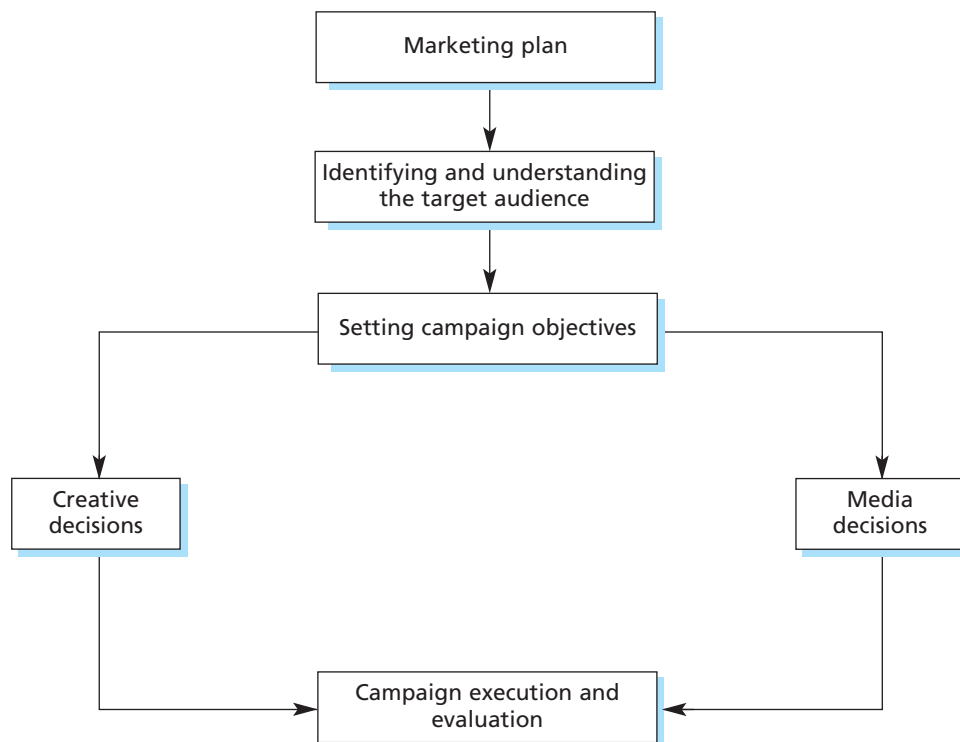 Marketing plan
Identifying and understanding
the target audience
Setting campaign objectives
Creative
decisions
Media
decisions
Campaign execution and
evaluation